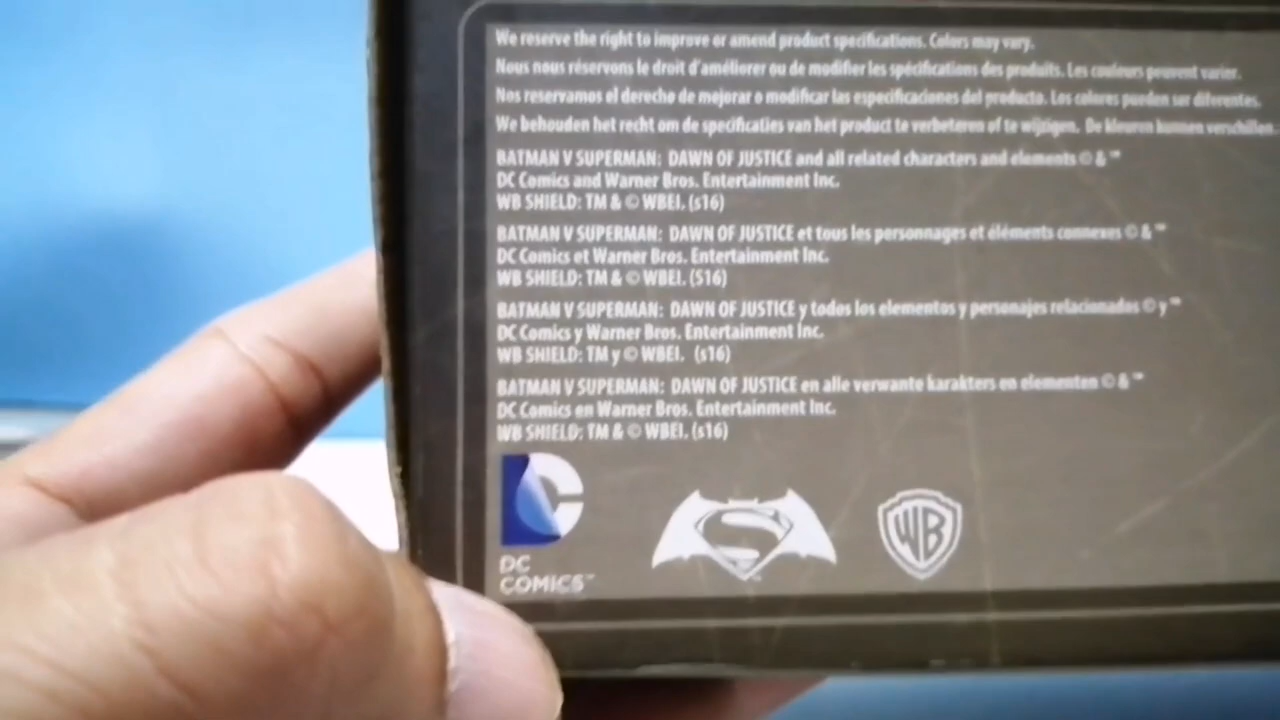 We reserve the right to improve or amend product specifications. Colors may vary.
Nous nous réservons le droit d'améliorer ou de modifier les spécifications des produits. Les couleurs peuvent varier.
Nos reservamos el derecho de mejorar o modificar las especificaciones del producto. Los colores pueden ser diferentes.
We behouden het recht om de specificaties van het product te verbeteren of te wijzigen. De kleuren kunnen verschillen.
BATMAN V SUPERMAN: DAWN OF JUSTICE and all related characters and elements © & ™
DC Comics and Warner Bros. Entertainment Inc.
WB SHIELD: TM & © WBEI. (s16)
BATMAN V SUPERMAN: DAWN OF JUSTICE et tous les personnages et éléments connexes © & ™
DC Comics et Warner Bros. Entertainment Inc.
WB SHIELD: TM & © WBEI. (S16)
BATMAN V SUPERMAN: DAWN OF JUSTICE y todos los elementos y personajes relacionados © y ™
DC Comics y Warner Bros. Entertainment Inc.
WB SHIELD: TM y © WBEI. (s16)
BATMAN V SUPERMAN: DAWN OF JUSTICE en alle verwante karakters en elementen © & ™
DC Comics en Warner Bros. Entertainment Inc.
WB SHIELD: TM & © WBEI. (s16)
DC
DC
COMICS™
S
WB